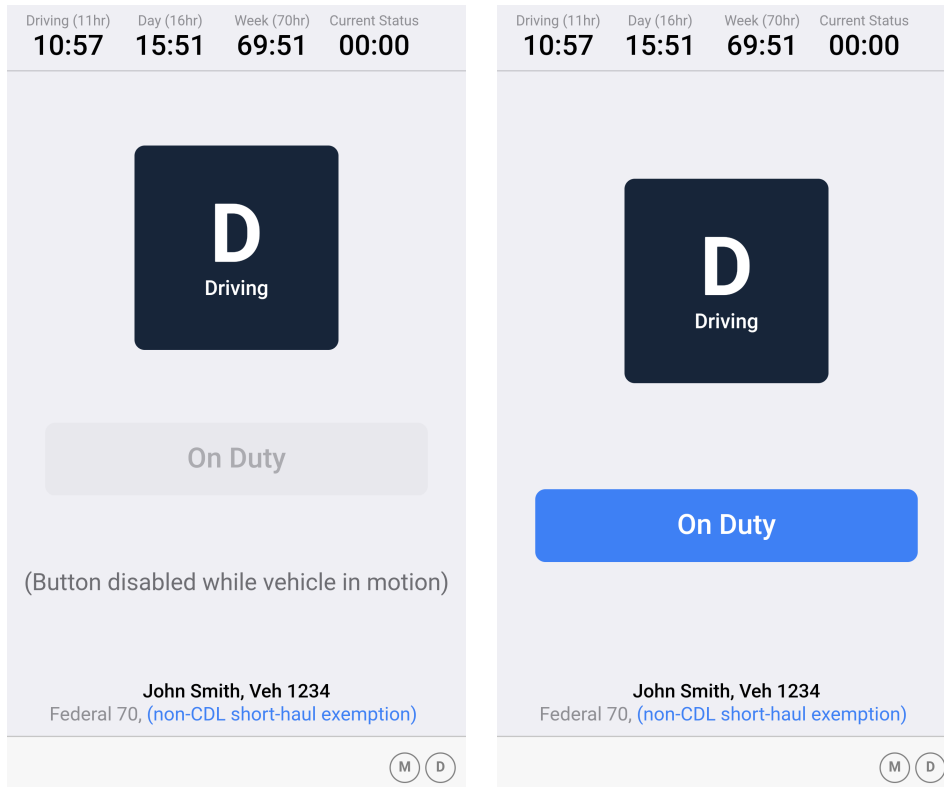 Driving (11hr) Day (16hr) Week (70hr) Current Status
10:57 15:51 69:51 00:00
D
Driving
On Duty
(Button disabled while vehicle in motion)
John Smith, Veh 1234
Federal 70, (non-CDL short-haul exemption)
M D
Driving (11hr) Day (16hr) Week (70hr) Current Status
10:57 15:51 69:51 00:00
D
Driving
On Duty
John Smith, Veh 1234
Federal 70, (non-CDL short-haul exemption)
M D